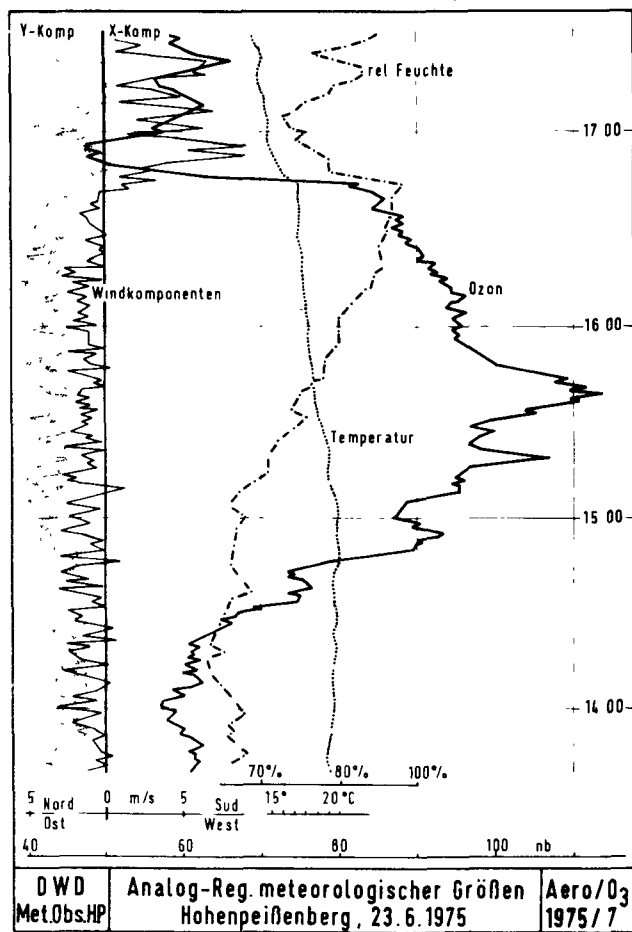 Y-Komp X-Komp
rel Feuchte
17 00
Windkomponenten
Ozon
16 00
Temperatur
15 00
14 00
70% 80% 100%
5 Nord 0 m/s 5 Sud 15° 20°C
Ost West
40 60 80 100 nb
DWD Analog-Reg. meteorologischer Größen Aero/O3
Met.Obs.HP Hohenpeißenberg, 23.6.1975 1975/7